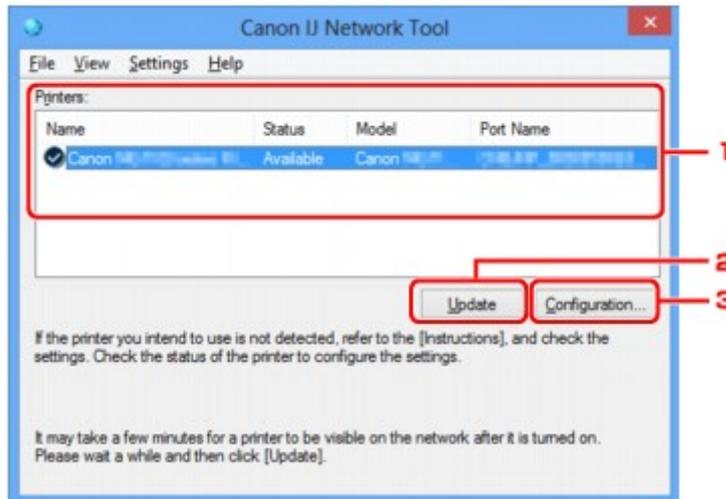 Canon IJ Network Tool
File View Settings Help
Printers:
Name Status Model Port Name
Canon Available Canon
1
2
Update Configuration...
3
If the printer you intend to use is not detected, refer to the [Instructions], and check the
settings. Check the status of the printer to configure the settings.
It may take a few minutes for a printer to be visible on the network after it is turned on.
Please wait a while and then click [Update].